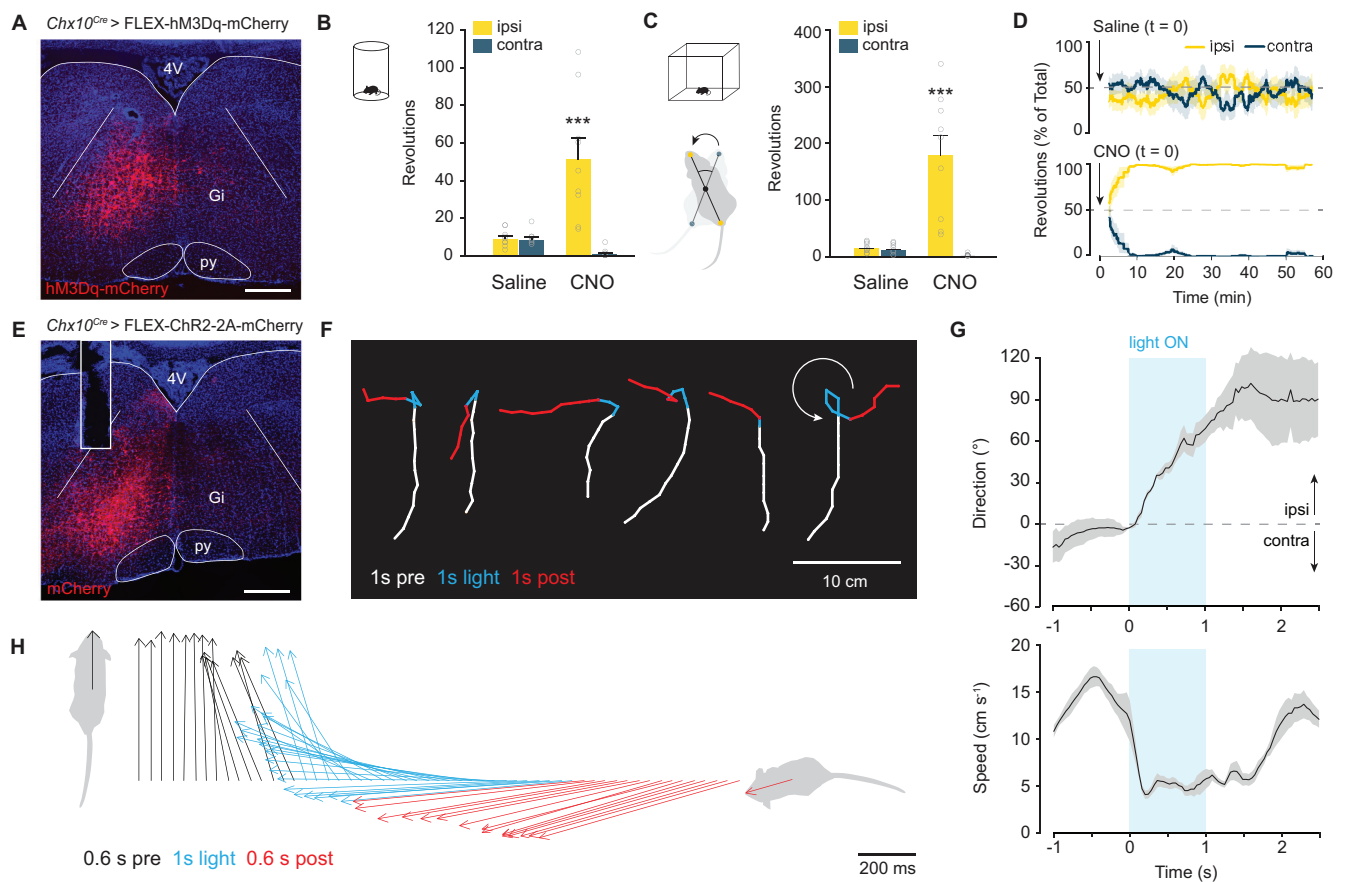 A
Chx10Cre > FLEX-hM3Dq-mCherry
4V
Gi
py
hM3Dq-mCherry
B
ipsi
contra
Revolutions
120
100
80
60
40
20
0
***
Saline
CNO
C
ipsi
contra
Revolutions
400
300
200
100
0
***
Saline
CNO
D
Saline (t = 0)
ipsi
contra
Revolutions (% of Total)
100
50
0
CNO (t = 0)
100
50
0
0 10 20 30 40 50 60
Time (min)
E
Chx10Cre > FLEX-ChR2-2A-mCherry
4V
Gi
py
mCherry
F
1s pre 1s light 1s post
10 cm
G
light ON
Direction (°)
120
90
60
30
0
-30
-60
ipsi
contra
-1 0 1 2
Speed (cm s-1)
20
15
10
5
0
-1 0 1 2
Time (s)
H
0.6 s pre 1s light 0.6 s post
200 ms